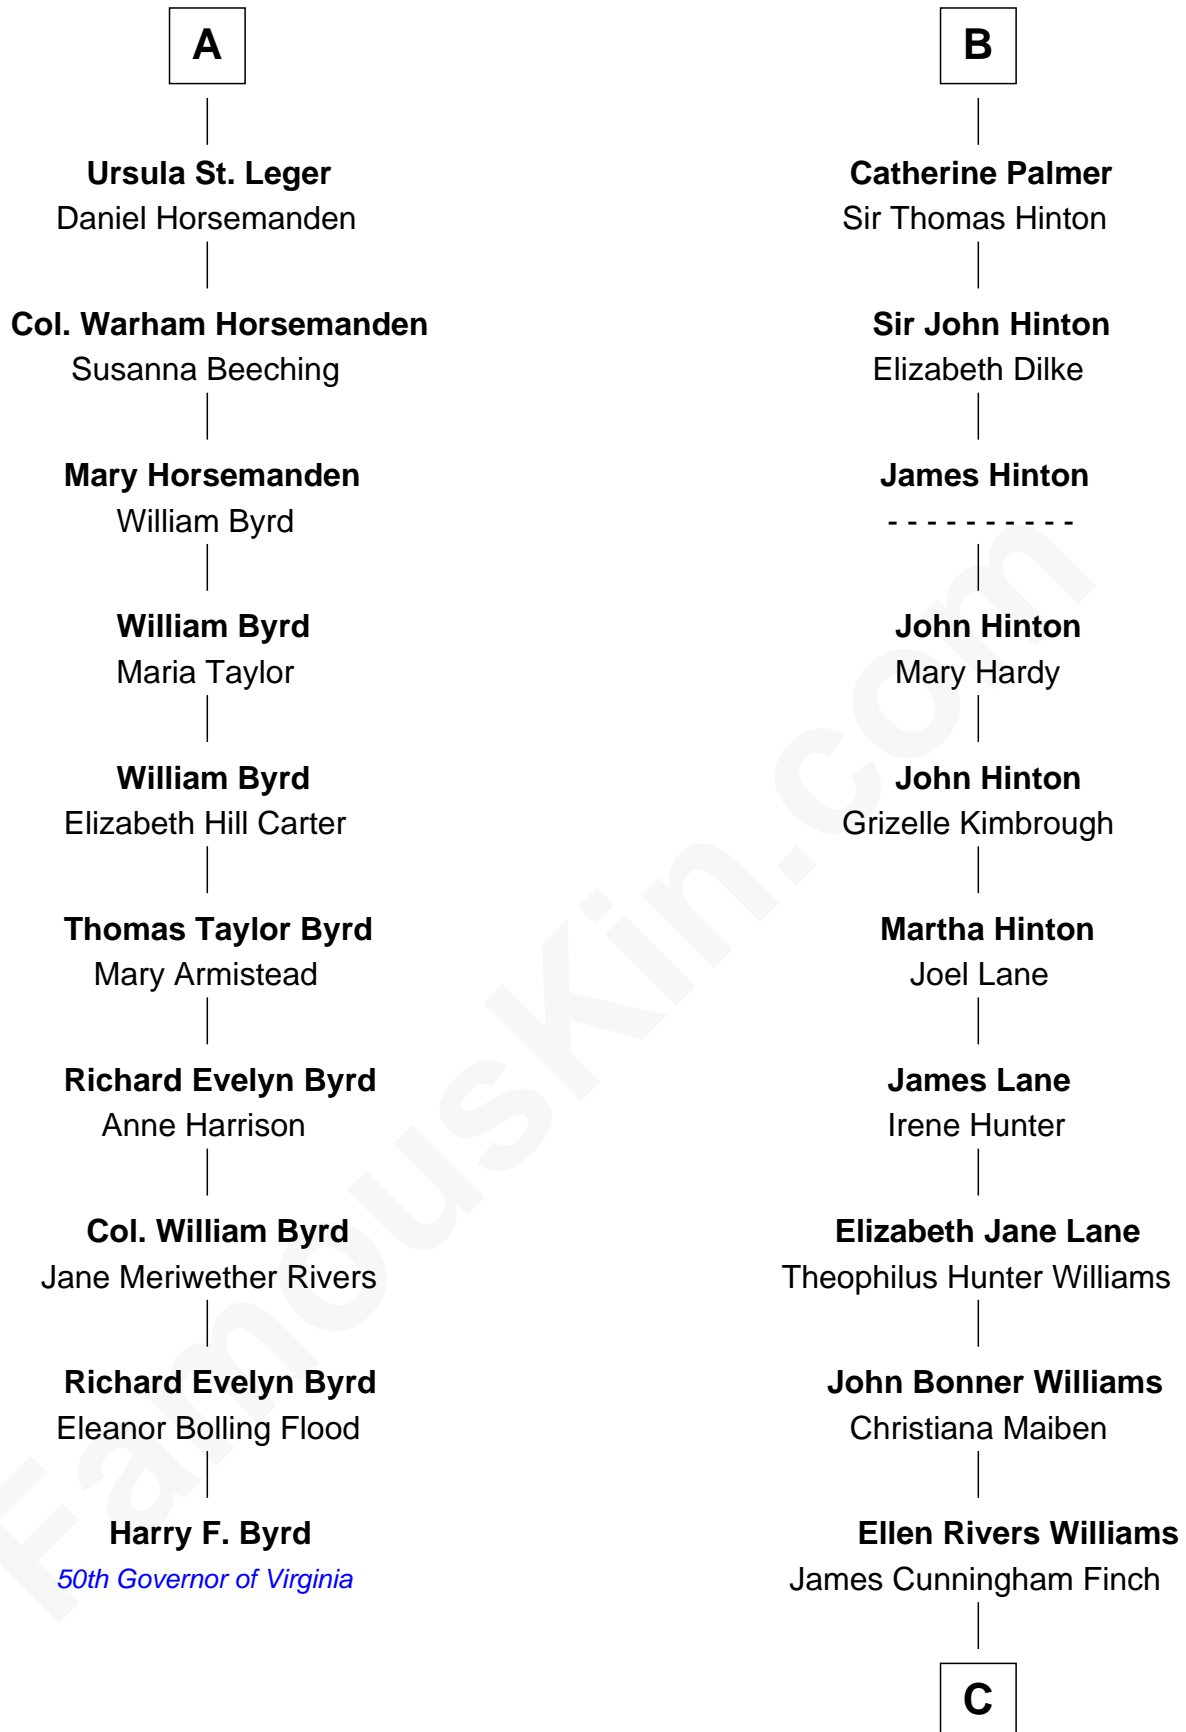 A
Ursula St. Leger
Daniel Horsemanden
Col. Warham Horsemanden
Susanna Beeching
Mary Horsemanden
William Byrd
William Byrd
Maria Taylor
William Byrd
Elizabeth Hill Carter
Thomas Taylor Byrd
Mary Armistead
Richard Evelyn Byrd
Anne Harrison
Col. William Byrd
Jane Meriwether Rivers
Richard Evelyn Byrd
Eleanor Bolling Flood
Harry F. Byrd
50th Governor of Virginia
B
Catherine Palmer
Sir Thomas Hinton
Sir John Hinton
Elizabeth Dilke
James Hinton
- - - - - - - - - -
John Hinton
Mary Hardy
John Hinton
Grizelle Kimbrough
Martha Hinton
Joel Lane
James Lane
Irene Hunter
Elizabeth Jane Lane
Theophilus Hunter Williams
John Bonner Williams
Christiana Maiben
Ellen Rivers Williams
James Cunningham Finch
C
FamousKin.com